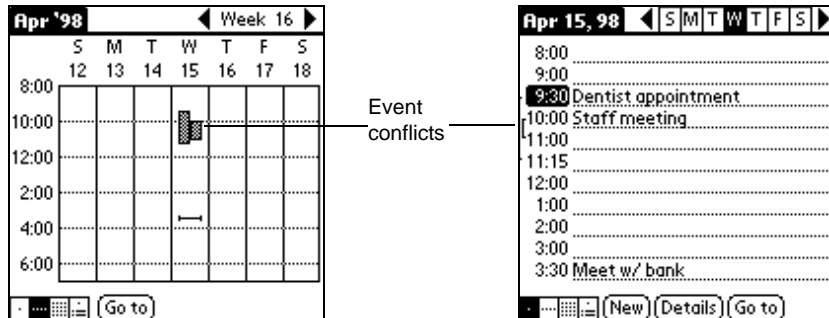 Apr '98 Week 16
S M T W T F S
12 13 14 15 16 17 18
8:00
10:00
12:00
2:00
4:00
6:00
Go to
Event
conflicts
Apr 15, 98 S M T W T F S
8:00
9:00
9:30 Dentist appointment
10:00 Staff meeting
11:00
11:15
12:00
1:00
2:00
3:00
3:30 Meet w/ bank
New Details Go to